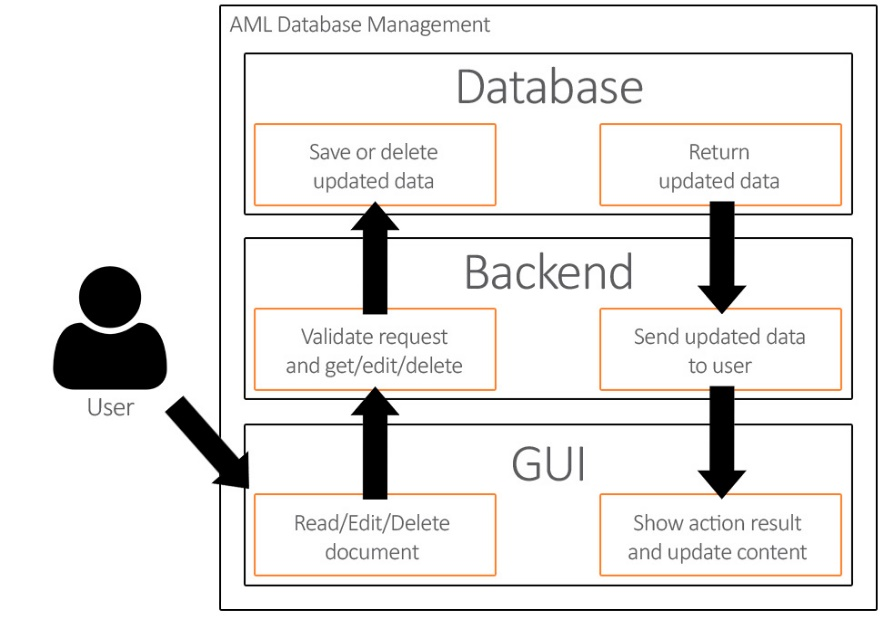 AML Database Management
Database
Save or delete
updated data
Return
updated data
Backend
Validate request
and get/edit/delete
Send updated data
to user
User
GUI
Read/Edit/Delete
document
Show action result
and update content